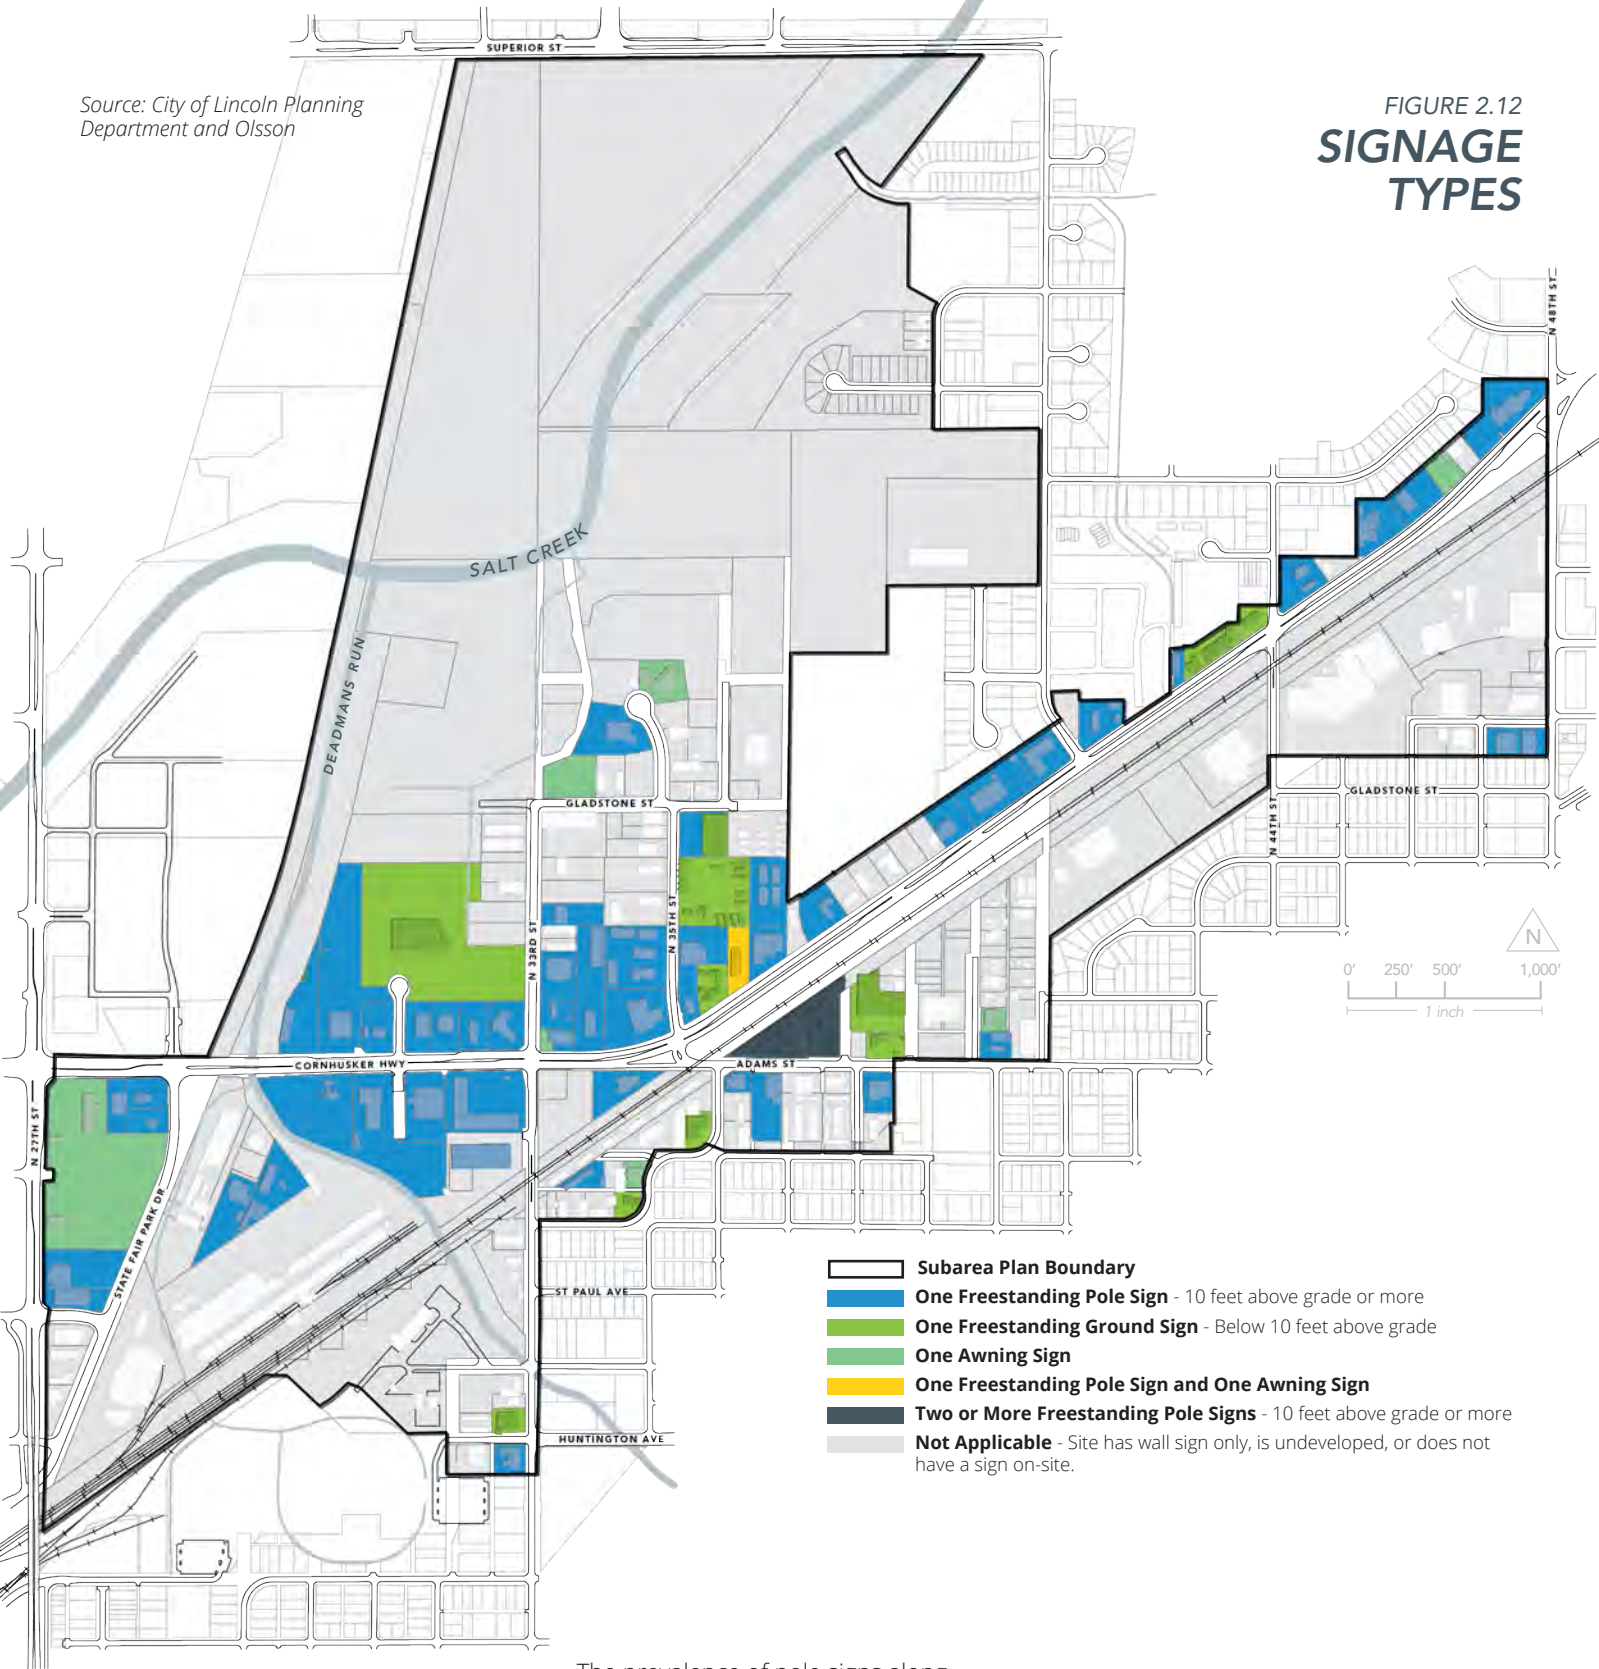 SUPERIOR ST
Source: City of Lincoln Planning
Department and Olsson
FIGURE 2.12
SIGNAGE
TYPES
N 48TH ST
SALT CREEK
DEADMANS RUN
GLADSTONE ST
GLADSTONE ST
N 44TH ST
N 33RD ST
N 35TH ST
N
0' 250' 500' 1,000'
1 inch
CORNHUSKER HWY
ADAMS ST
N 27TH ST
STATE FAIR PARK DR
ST PAUL AVE
HUNTINGTON AVE
Subarea Plan Boundary
One Freestanding Pole Sign - 10 feet above grade or more
One Freestanding Ground Sign - Below 10 feet above grade
One Awning Sign
One Freestanding Pole Sign and One Awning Sign
Two or More Freestanding Pole Signs - 10 feet above grade or more
Not Applicable - Site has wall sign only, is undeveloped, or does not
have a sign on-site.
The prevalence of pole signs along